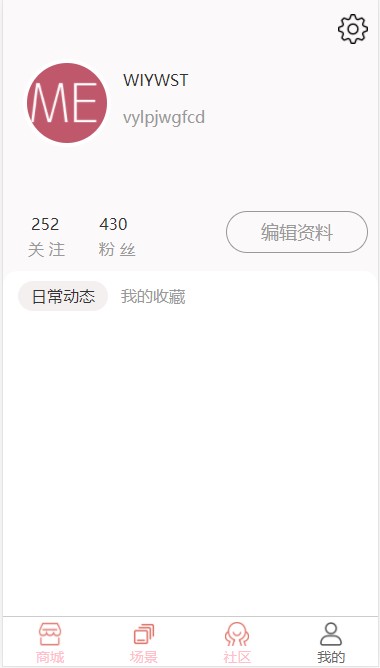 ME
WIYWST
vylpjwgfcd
252 430
关 注 粉 丝
编辑资料
日常动态 我的收藏
商城 场景 社区 我的